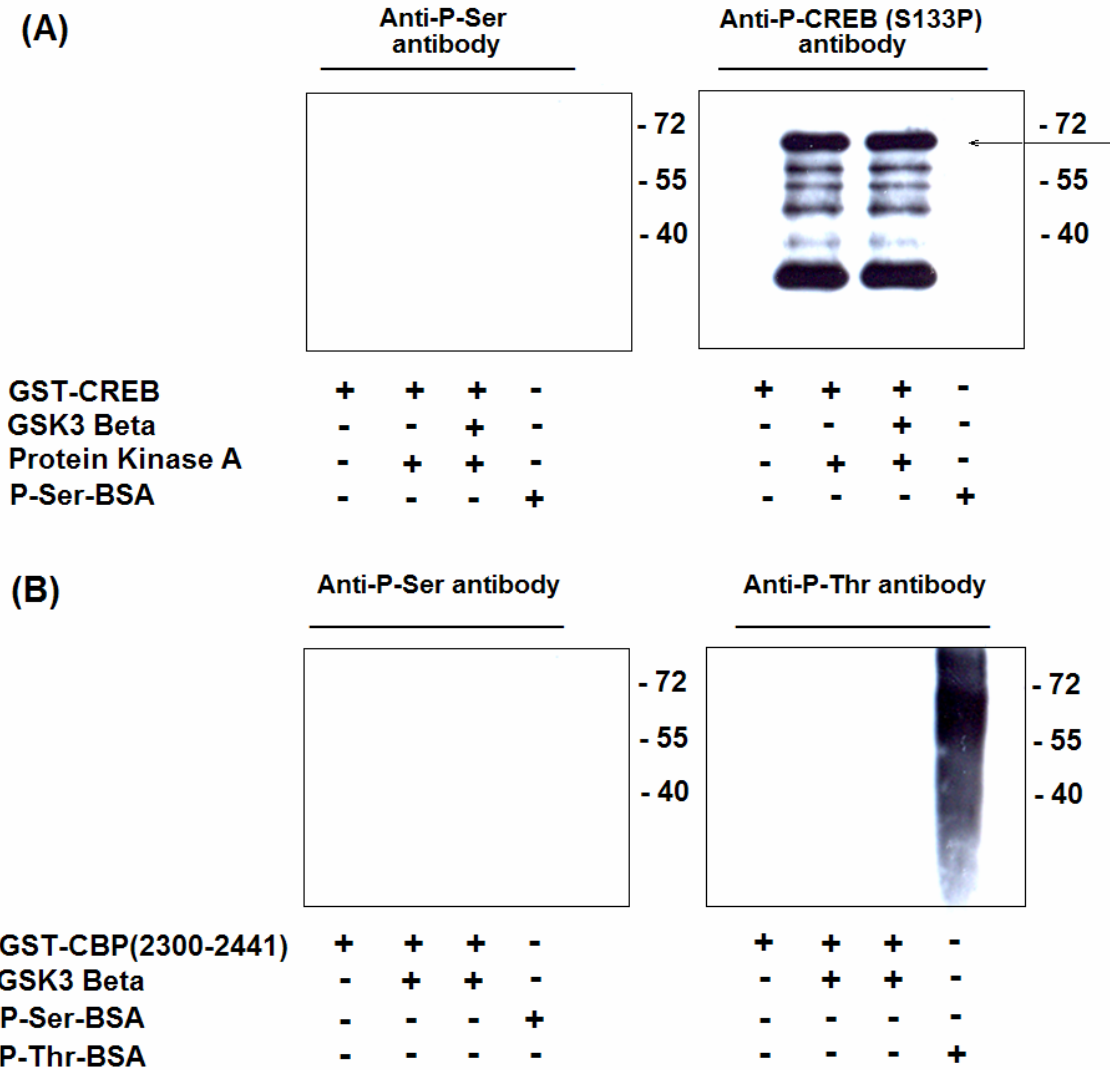 (A)
Anti-P-Ser
antibody
Anti-P-CREB (S133P)
antibody
- 72
- 55
- 40
- 72
- 55
- 40
GST-CREB + + + - + + + -
GSK3 Beta - - + - - - + -
Protein Kinase A - + + - - + + -
P-Ser-BSA - - - + - - - +
(B)
Anti-P-Ser antibody
Anti-P-Thr antibody
- 72
- 55
- 40
- 72
- 55
- 40
GST-CBP(2300-2441) + + + - + + + -
GSK3 Beta - + + - - + + -
P-Ser-BSA - - - + - - - -
P-Thr-BSA - - - - - - - +